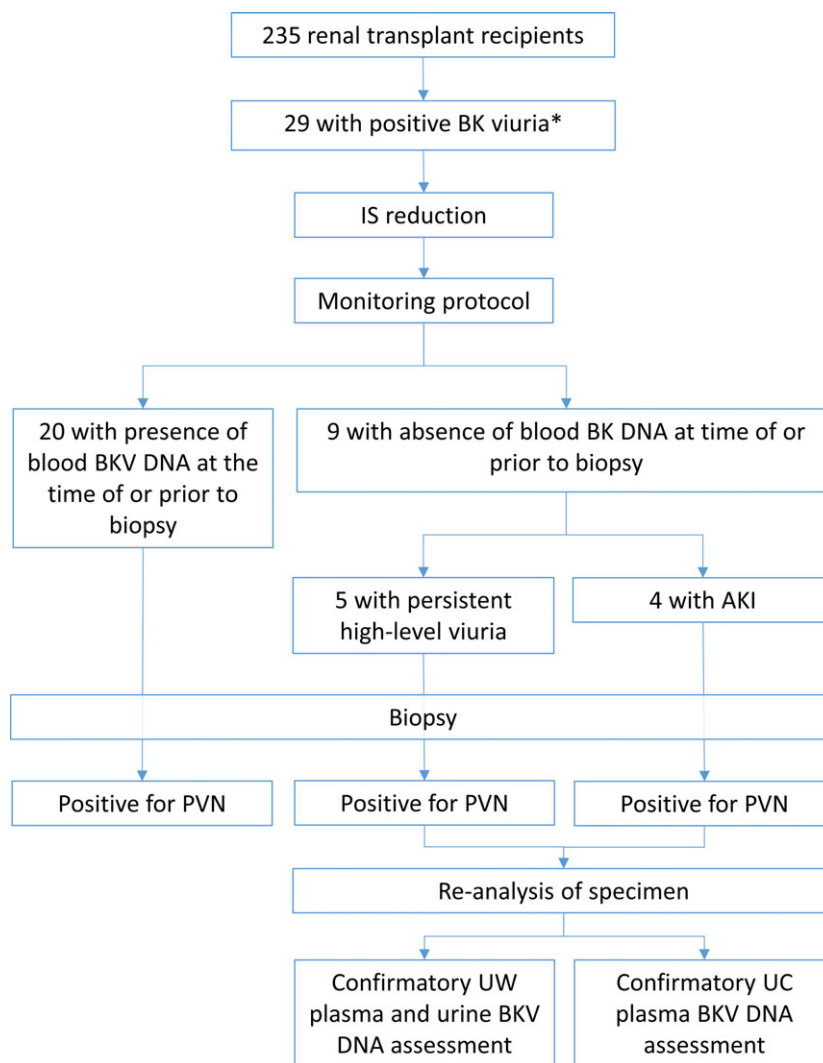 235 renal transplant recipients
29 with positive BK viuria*
IS reduction
Monitoring protocol
20 with presence of
blood BKV DNA at the
time of or prior to
biopsy
9 with absence of blood BK DNA at time of or
prior to biopsy
5 with persistent
high-level viuria
4 with AKI
Biopsy
Positive for PVN
Positive for PVN
Positive for PVN
Re-analysis of specimen
Confirmatory UW
plasma and urine BKV
DNA assessment
Confirmatory UC
plasma BKV DNA
assessment